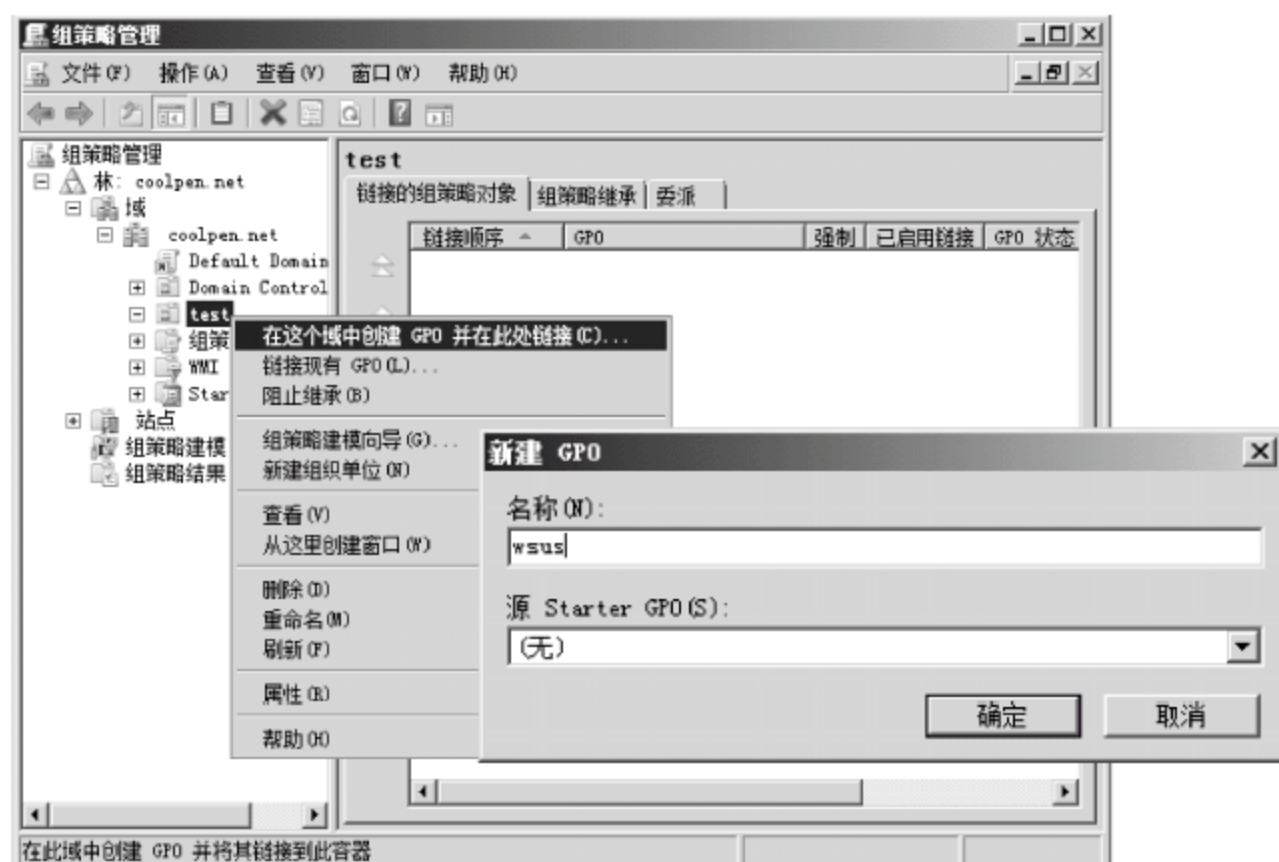 组策略管理
文件(F) 操作(A) 查看(V) 窗口(W) 帮助(H)
组策略管理
林: coolpen.net
域
coolpen.net
Default Domain
Domain Control
test
组策
WMI
Star
站点
组策略建模
组策略结果
test
链接的组策略对象 组策略继承 委派
链接顺序 GPO 强制 已启用链接 GPO 状态
在这个域中创建 GPO 并在此处链接(C)...
链接现有 GPO(L)...
阻止继承(B)
组策略建模向导(G)...
新建组织单位(N)
查看(V)
从这里创建窗口(W)
删除(D)
重命名(M)
刷新(F)
属性(R)
帮助(H)
新建 GPO
名称(N):
wsus
源 Starter GPO(S):
(无)
确定 取消
在此域中创建 GPO 并将其链接到此容器